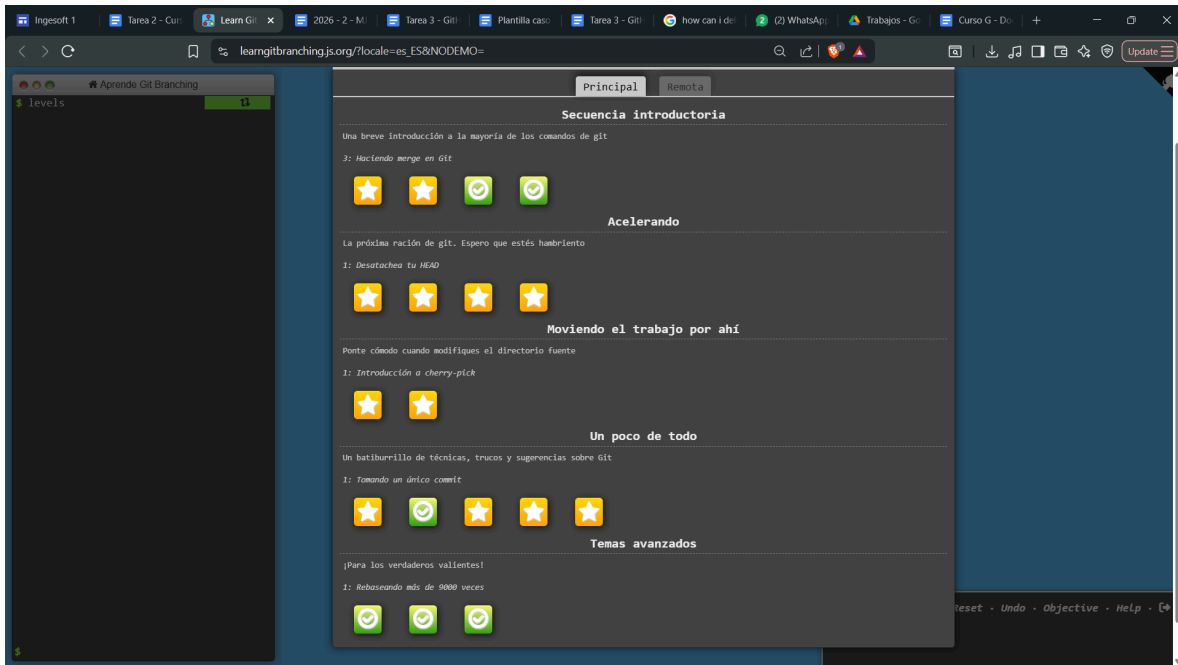 Ingesoft 1
Tarea 2 - Cun
Learn Git
2026 - 2 - MJ
Tarea 3 - GitH
Plantilla caso
Tarea 3 - GitH
how can i del
(2) WhatsApp
Trabajos - Go
Curso G - Do
learngitbranching.js.org/?locale=es_ES&NODEMO=
Update
Aprende Git Branching
$ levels
Principal
Remota
Secuencia introductoria
Una breve introducción a la mayoría de los comandos de git
3: Haciendo merge en Git
Acelerando
La próxima ración de git. Espero que estés hambriento
1: Desatachea tu HEAD
Moviendo el trabajo por ahí
Ponte cómodo cuando modifiques el directorio fuente
1: Introducción a cherry-pick
Un poco de todo
Un batiburrillo de técnicas, trucos y sugerencias sobre Git
1: Tomando un único commit
Temas avanzados
¡Para los verdaderos valientes!
1: Rebaseando más de 9000 veces
Reset · Undo · Objective · Help ·
$